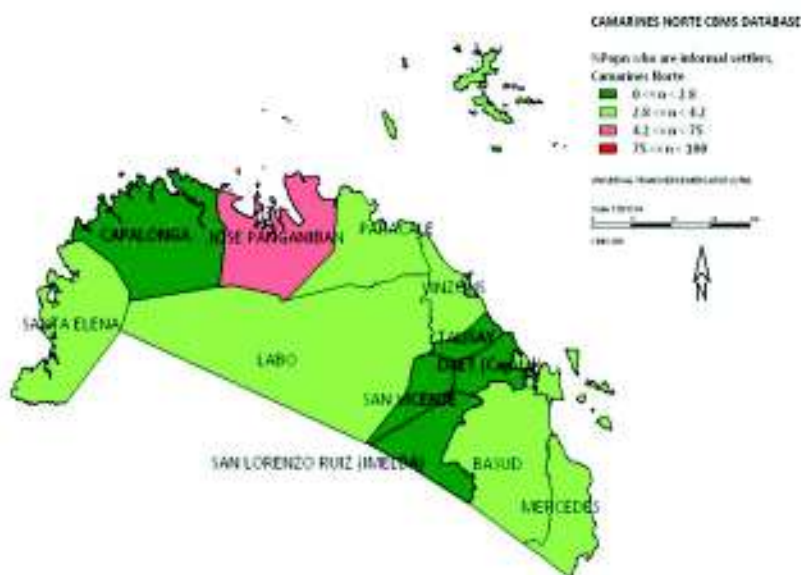 CAMARINES NORTE CBMS DATABASE
%Popn who are informal settlers,
Camarines Norte
0 <= n < 2.8
2.8 <= n < 4.2
4.2 <= n < 75
75 <= n < 100
N
CAPALONGA
JOSE PANGANIBAN
PARACALE
VINZONS
SANTA ELENA
TALISAY
LABO
DAET (Capital)
SAN VICENTE
SAN LORENZO RUIZ (IMELDA)
BASUD
MERCEDES